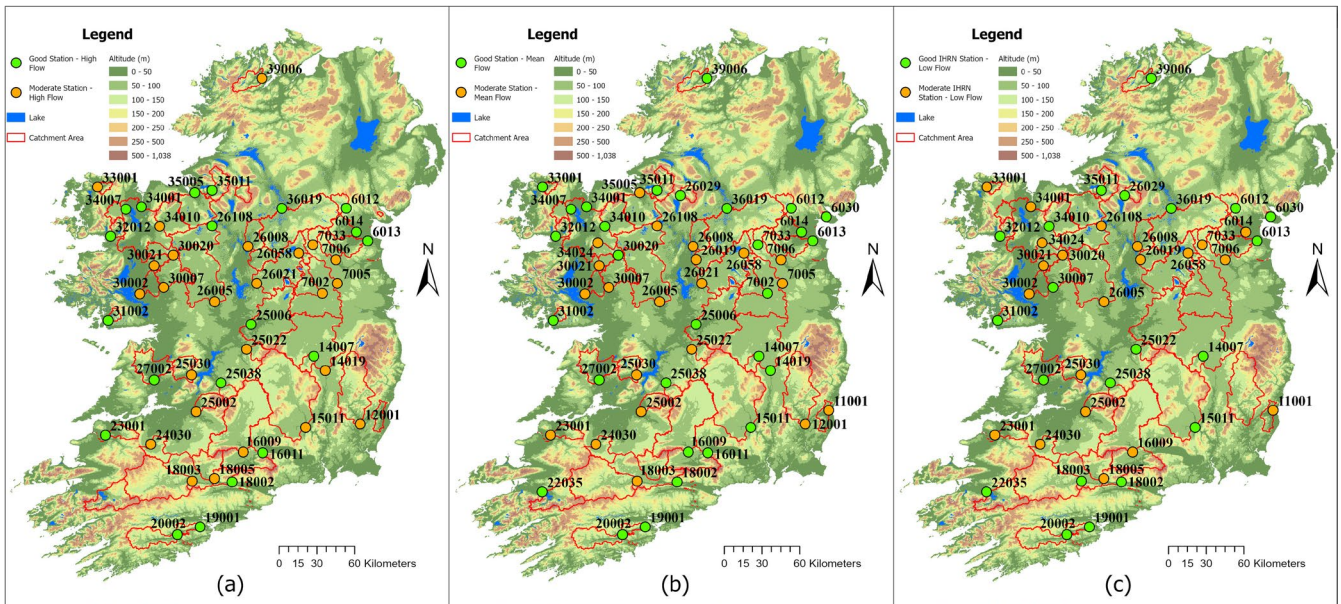 Legend
Good Station - High
Flow
Moderate Station -
High Flow
Lake
Catchment Area
Altitude (m)
0 - 50
50 - 100
100 - 150
150 - 200
200 - 250
250 - 500
500 - 1,038
39006
33001
34007
34001
35005
35011
36019
6012
34010
26108
6014
32012
6013
30020
26008
7033
7006
30021
26058
30007
26021
7005
30002
26005
7002
31002
25006
25022
14007
25030
14019
27002
25038
25002
15011
12001
23001
24030
16009
16011
18003
18005
18002
19001
20002
N
0 15 30 60 Kilometers
(a)
Legend
Good Station - Mean
Flow
Moderate Station -
Mean Flow
Lake
Catchment Area
Altitude (m)
0 - 50
50 - 100
100 - 150
150 - 200
200 - 250
250 - 500
500 - 1,038
39006
33001
34007
34001
35005
35011
26029
36019
6012
6030
34010
26108
6014
32012
6013
34024
30020
26008
7033
7006
30021
26019
26058
30007
26021
7005
30002
26005
7002
31002
25006
25022
14007
25030
14019
27002
25038
25002
11001
15011
12001
23001
24030
16009
16011
18003
18002
22035
19001
20002
N
0 15 30 60 Kilometers
(b)
Legend
Good IHRN Station -
Low Flow
Moderate IHRN
Station - Low Flow
Lake
Catchment Area
Altitude (m)
0 - 50
50 - 100
100 - 150
150 - 200
200 - 250
250 - 500
500 - 1,038
39006
33001
34001
35011
26029
36019
6012
6030
34010
26108
6014
32012
6013
34024
30020
26008
7033
7006
30021
26019
26058
30007
30002
26005
31002
25022
14007
25030
27002
25038
25002
11001
15011
23001
24030
16009
18003
18005
18002
22035
19001
20002
N
0 15 30 60 Kilometers
(c)